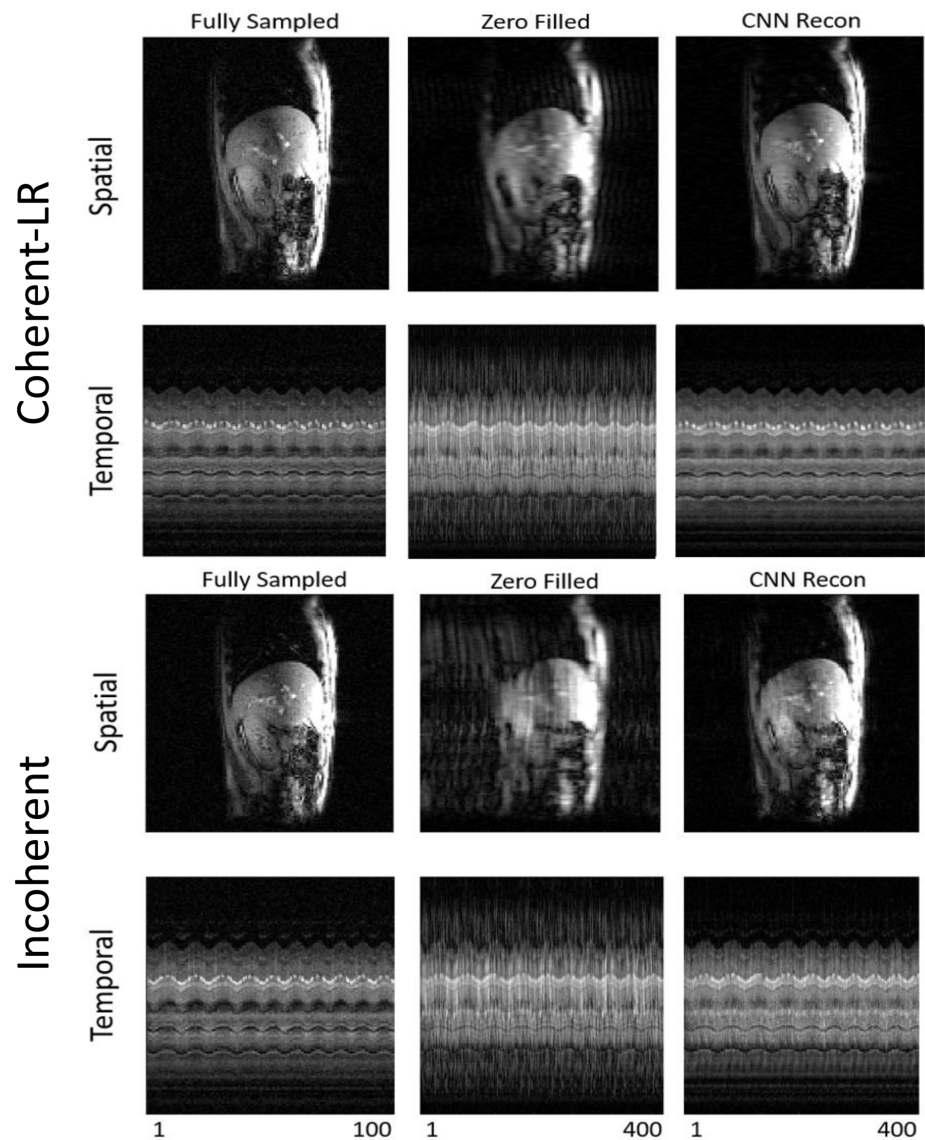 Fully Sampled Zero Filled CNN Recon
Coherent-LR
Spatial
Temporal
Fully Sampled Zero Filled CNN Recon
Incoherent
Spatial
Temporal
1 100 1 400 1 400